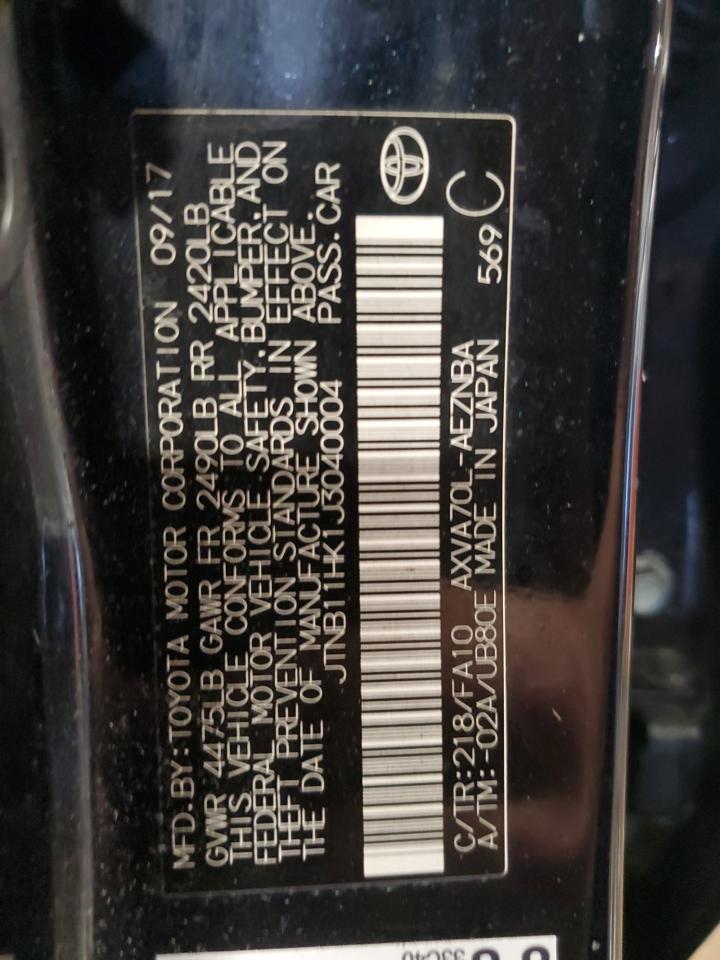 MFD.BY:TOYOTA MOTOR CORPORATION 09/17
GVWR 4475LB GAWR FR 2490LB RR 2420LB
THIS VEHICLE CONFORMS TO ALL APPLICABLE
FEDERAL MOTOR VEHICLE SAFETY,BUMPER,AND
THEFT PREVENTION STANDARDS IN EFFECT ON
THE DATE OF MANUFACTURE SHOWN ABOVE.
JTNB11HK1J3040004 PASS.CAR
C/TR:218/FA10 AXVA70L-AEZNBA 569 C
A/TM:-02A/UB80E MADE IN JAPAN